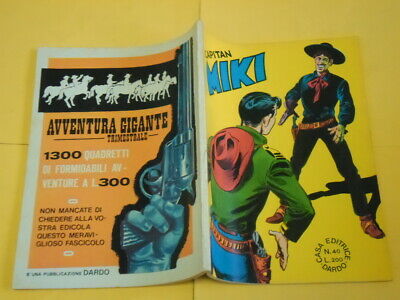 AVVENTURA GIGANTE
TRIMESTRALE
1300 QUADRETTI
DI FORMIDABILI AV-
VENTURE A L.300
NON MANCATE DI
CHIEDERE ALLA VO-
STRA EDICOLA
QUESTO MERAVI-
GLIOSO FASCICOLO
E' UNA PUBBLICAZIONE DARDO
CAPITAN
MIKI
CASA EDITRICE
N. 40
L. 200
DARDO